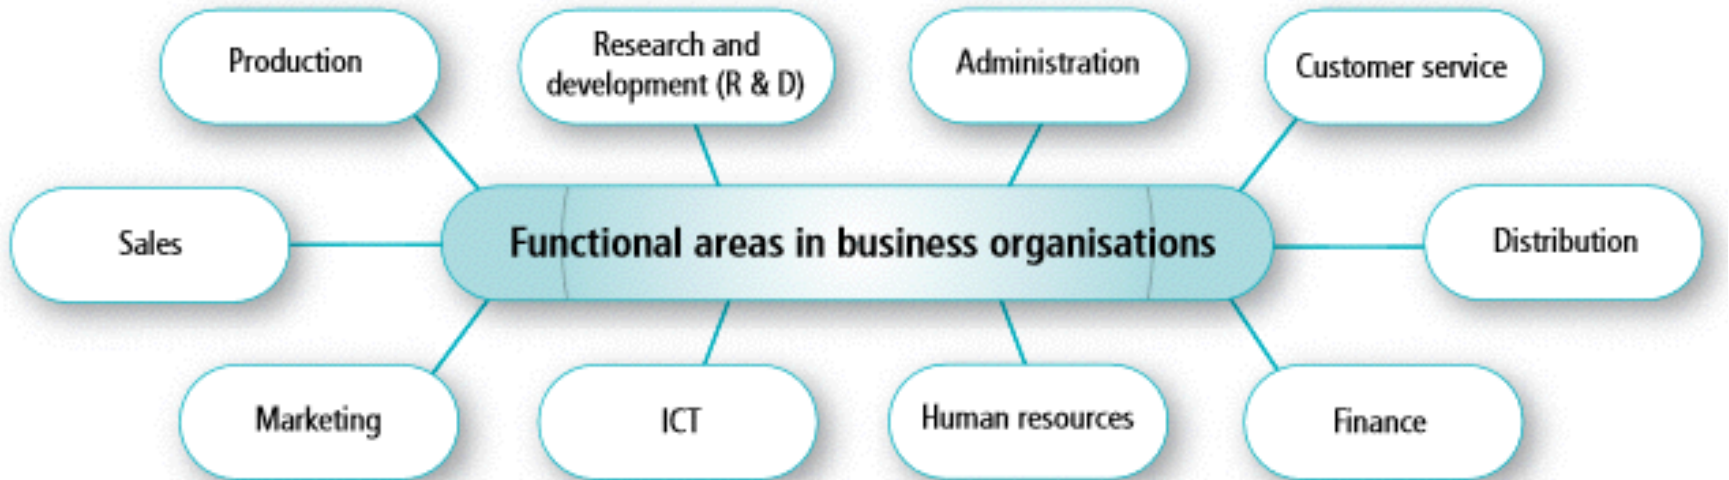 Production
Research and
development (R & D)
Administration
Customer service
Sales
Functional areas in business organisations
Distribution
Marketing
ICT
Human resources
Finance